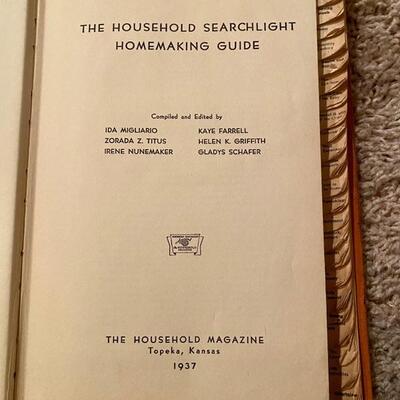 THE HOUSEHOLD SEARCHLIGHT
HOMEMAKING GUIDE
Compiled and Edited by
IDA MIGLIARIO
ZORADA Z. TITUS
IRENE NUNEMAKER
KAYE FARRELL
HELEN K. GRIFFITH
GLADYS SCHAFER
THE HOUSEHOLD MAGAZINE
Topeka, Kansas
1937